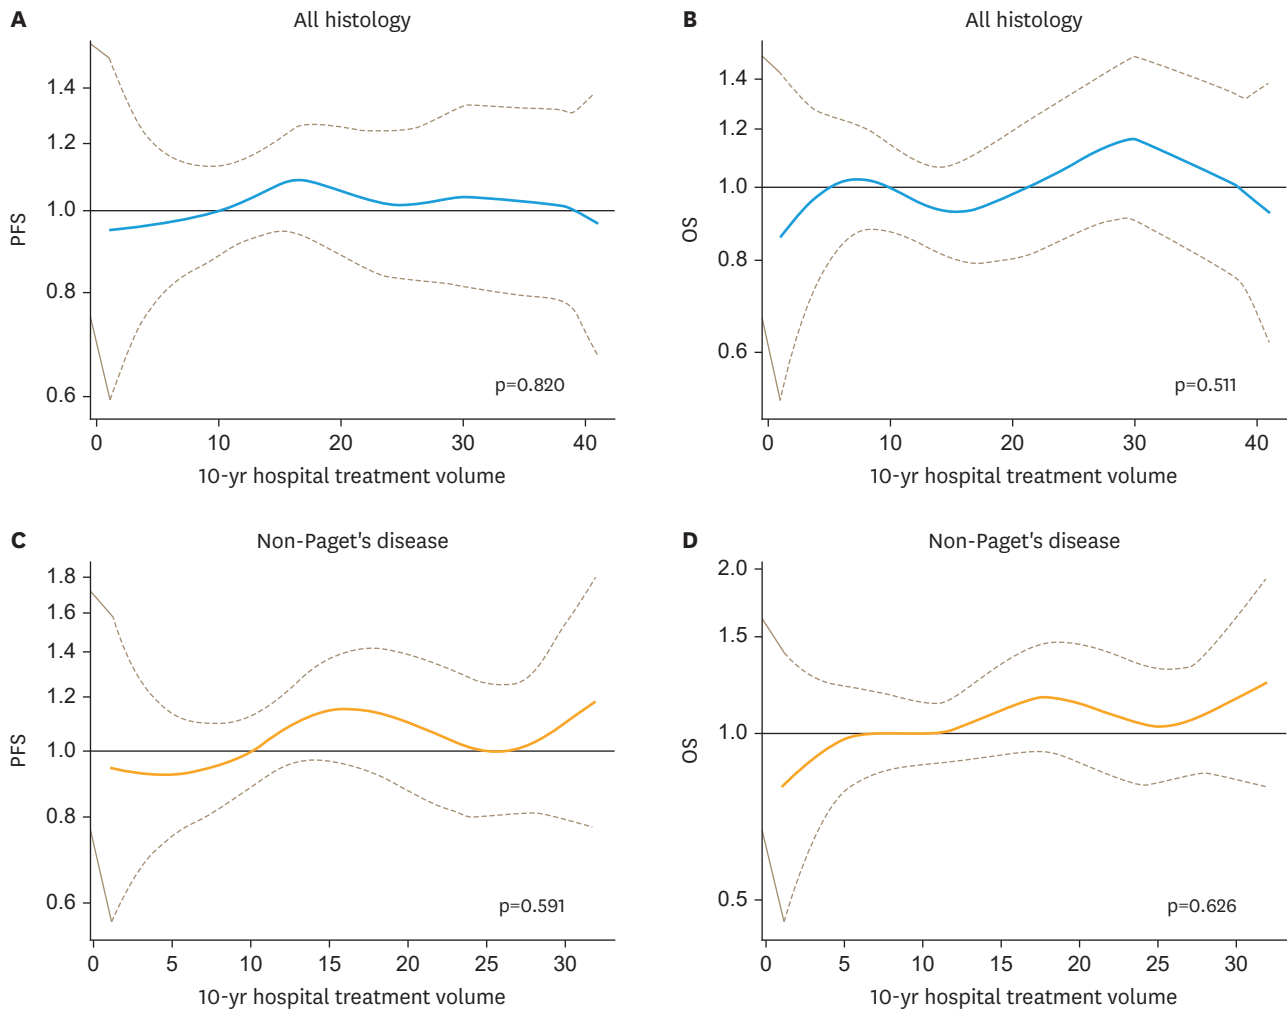 A
All histology
1.4
1.2
1.0
0.8
0.6
PFS
p=0.820
0 10 20 30 40
10-yr hospital treatment volume
B
All histology
1.4
1.2
1.0
0.8
0.6
OS
p=0.511
0 10 20 30 40
10-yr hospital treatment volume
C
Non-Paget's disease
1.8
1.6
1.4
1.2
1.0
0.8
0.6
PFS
p=0.591
0 5 10 15 20 25 30
10-yr hospital treatment volume
D
Non-Paget's disease
2.0
1.5
1.0
0.5
OS
p=0.626
0 5 10 15 20 25 30
10-yr hospital treatment volume